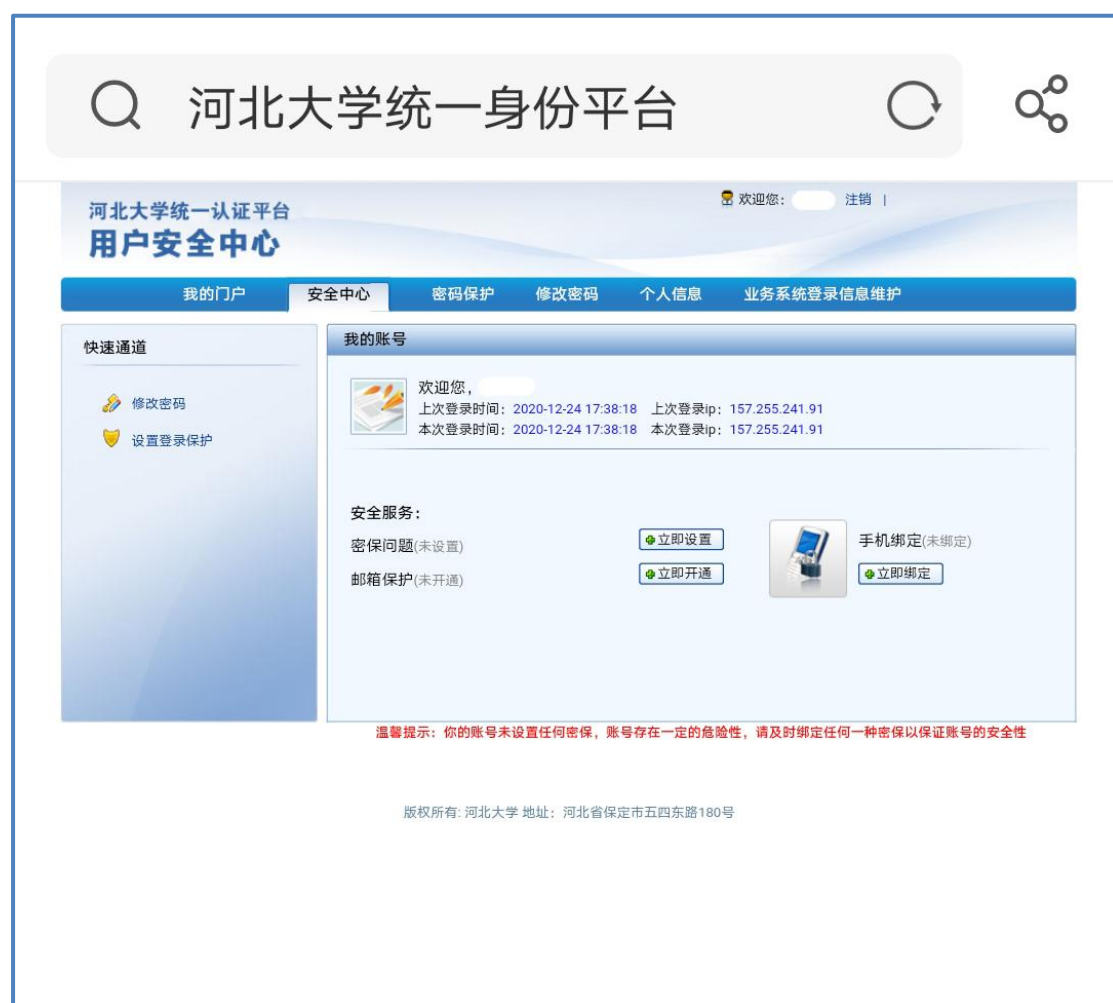 河北大学统一身份平台
河北大学统一认证平台
用户安全中心
欢迎您: 注销 |
我的门户 安全中心 密码保护 修改密码 个人信息 业务系统登录信息维护
快速通道
修改密码
设置登录保护
我的账号
欢迎您,
上次登录时间: 2020-12-24 17:38:18 上次登录ip: 157.255.241.91
本次登录时间: 2020-12-24 17:38:18 本次登录ip: 157.255.241.91
安全服务:
密保问题(未设置) 立即设置
邮箱保护(未开通) 立即开通
手机绑定(未绑定)
立即绑定
温馨提示: 你的账号未设置任何密保, 账号存在一定的危险性, 请及时绑定任何一种密保以保证账号的安全性
版权所有: 河北大学 地址: 河北省保定市五四东路180号